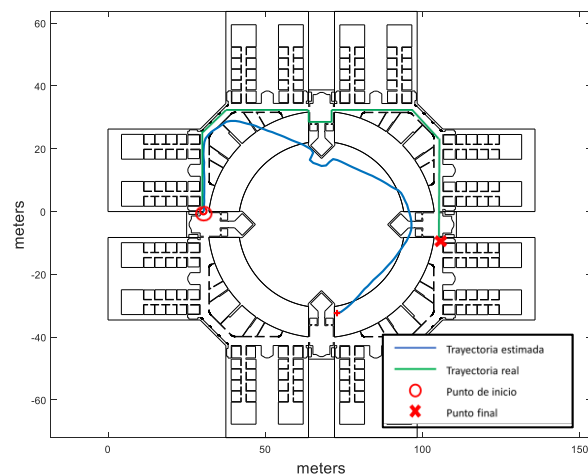 60
40
20
0
-20
-40
-60
meters
0
50
100
150
meters
Trayectoria estimada
Trayectoria real
Punto de inicio
Punto final